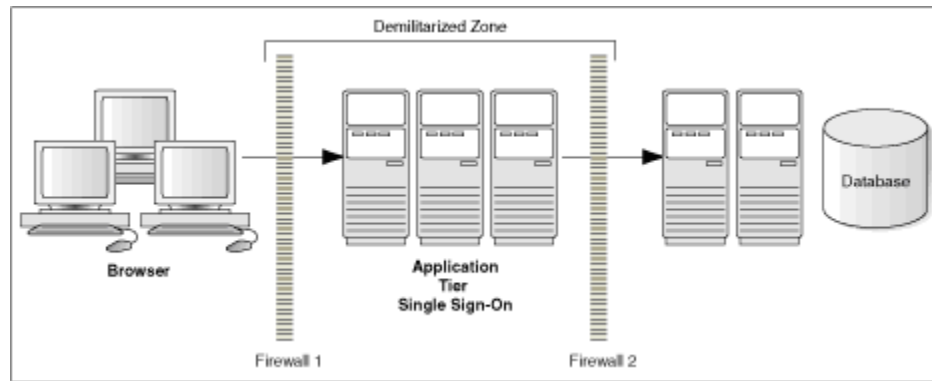 Demilitarized Zone
Browser
Application
Tier
Single Sign-On
Database
Firewall 1
Firewall 2